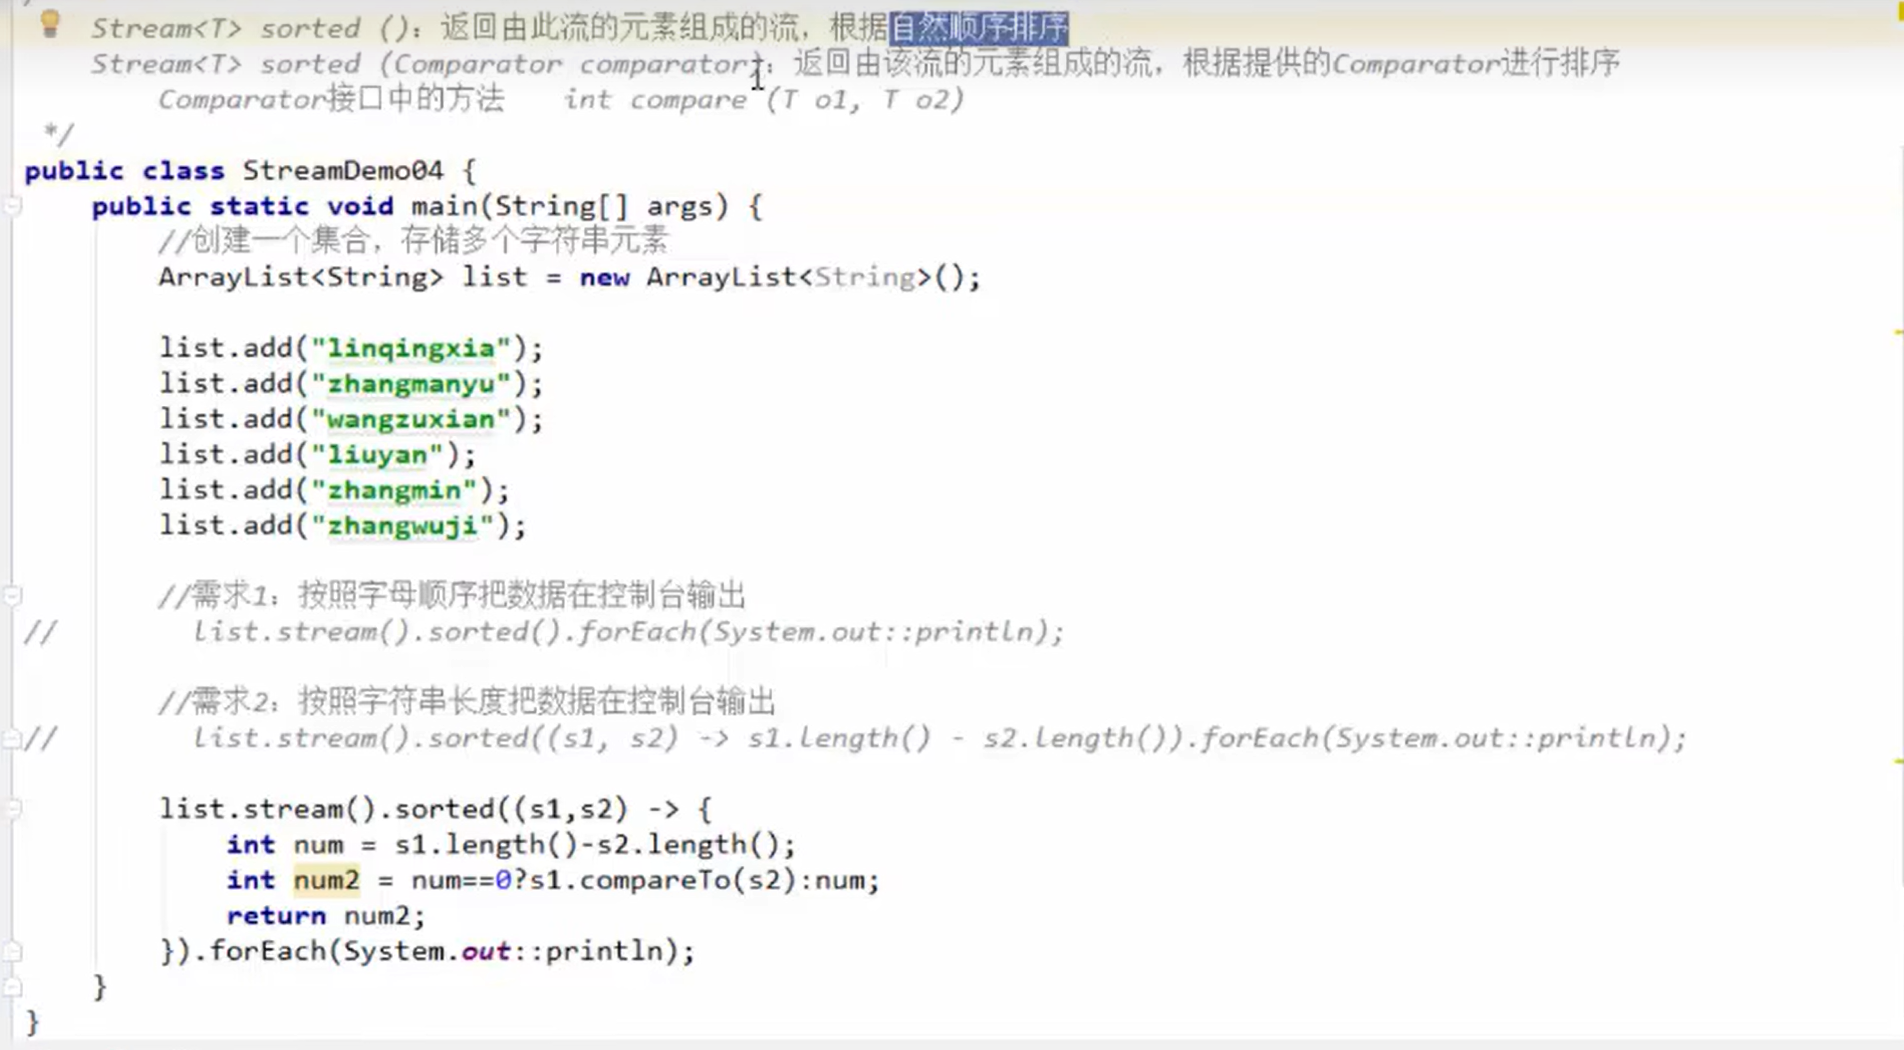 Stream<T> sorted (): 返回由此流的元素组成的流，根据自然顺序排序
Stream<T> sorted (Comparator comparator): 返回由该流的元素组成的流，根据提供的Comparator进行排序
Comparator接口中的方法 int compare (T o1, T o2)
*/
public class StreamDemo04 {
public static void main(String[] args) {
//创建一个集合，存储多个字符串元素
ArrayList<String> list = new ArrayList<String>();
list.add("linqingxia");
list.add("zhangmanyu");
list.add("wangzuxian");
list.add("liuyan");
list.add("zhangmin");
list.add("zhangwuji");
//需求1：按照字母顺序把数据在控制台输出
// list.stream().sorted().forEach(System.out::println);
//需求2：按照字符串长度把数据在控制台输出
// list.stream().sorted((s1, s2) -> s1.length() - s2.length()).forEach(System.out::println);
list.stream().sorted((s1,s2) -> {
int num = s1.length()-s2.length();
int num2 = num==0?s1.compareTo(s2):num;
return num2;
}).forEach(System.out::println);
}
}